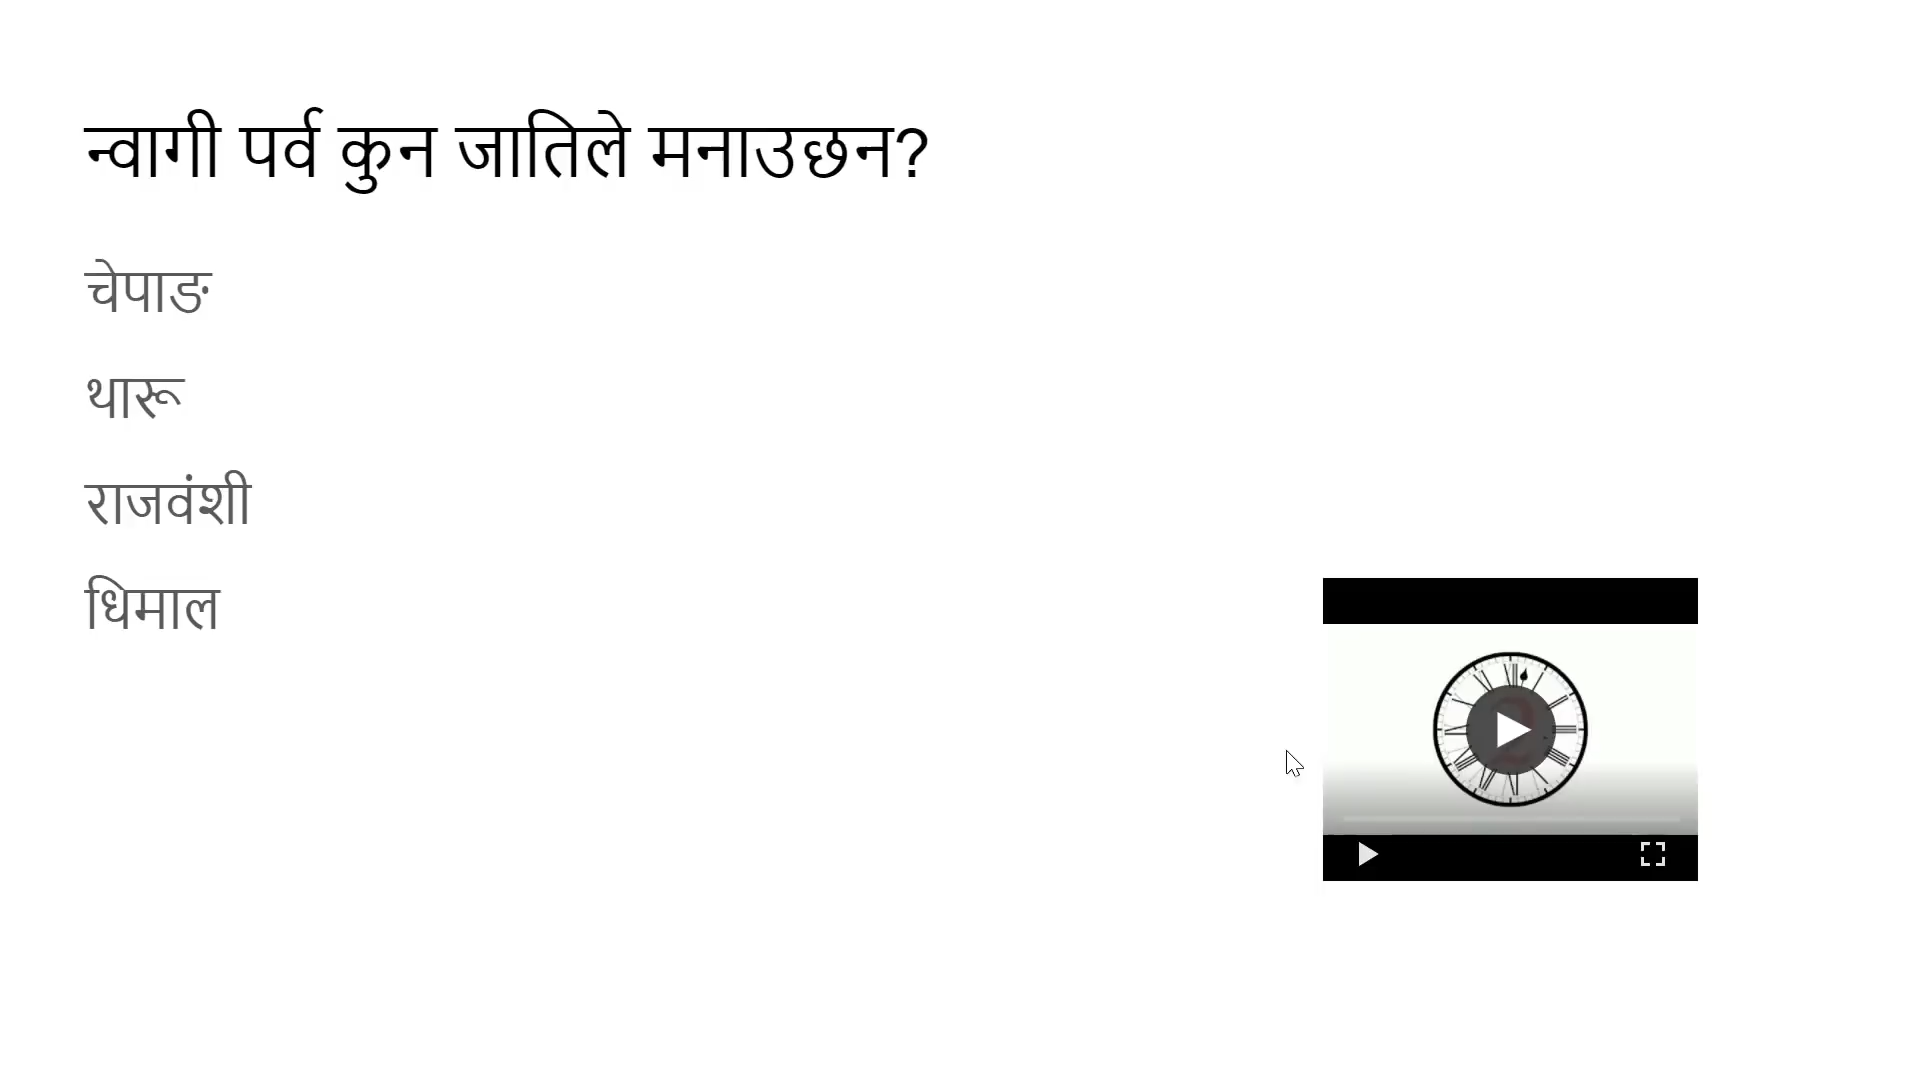 न्वागी पर्व कुन जातिले मनाउछन?
चेपाङ
थारू
राजवंशी
धिमाल